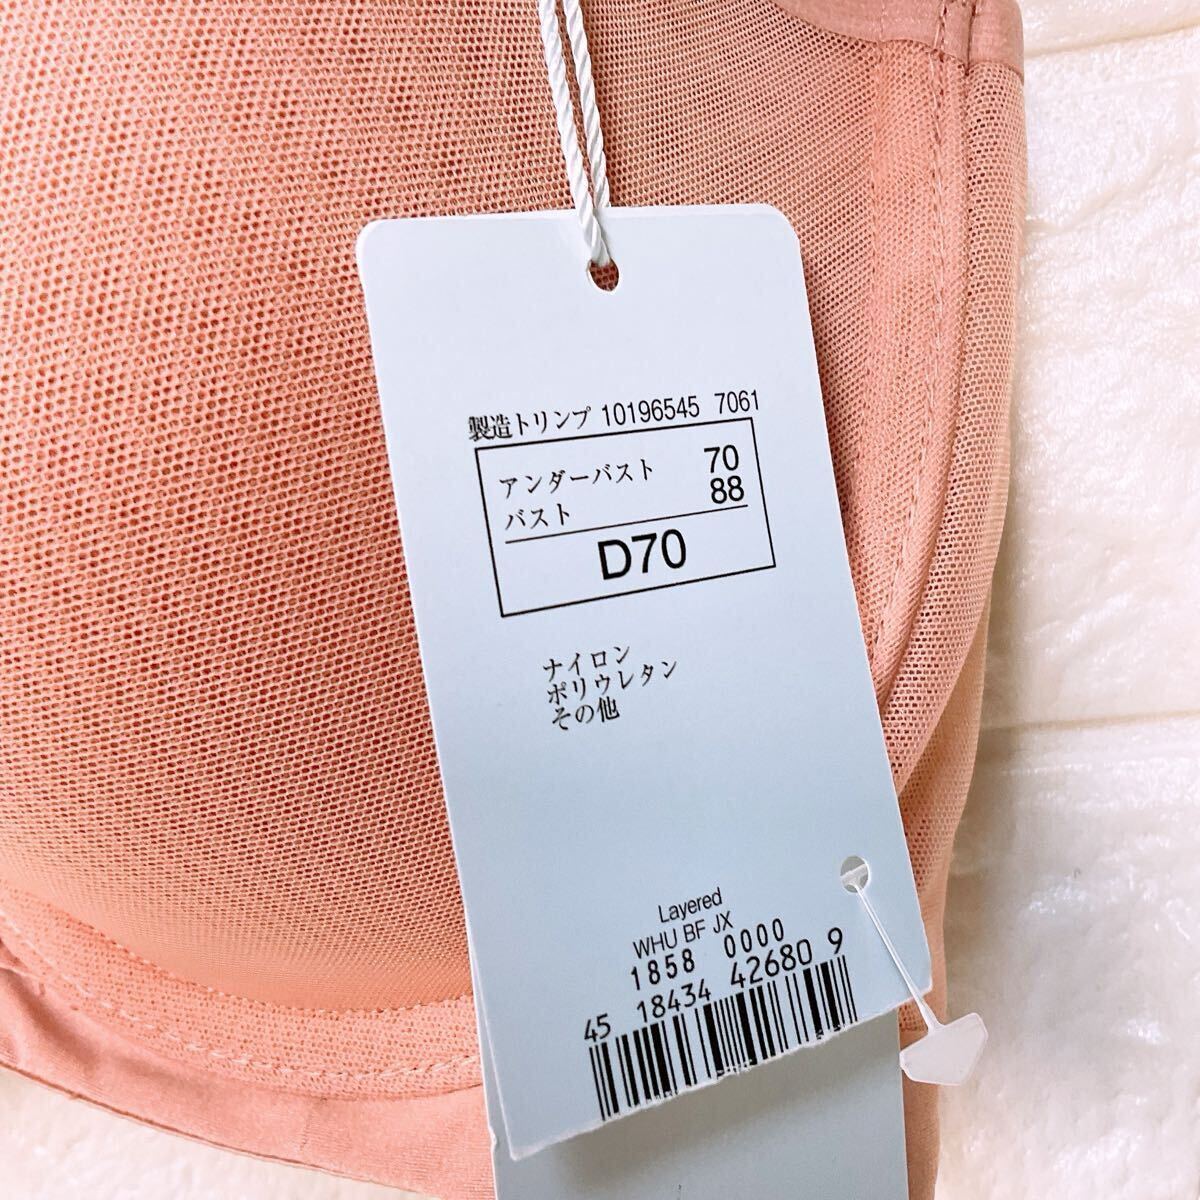 製造トリンプ 10196545 7061
アンダーバスト 70
バスト 88
D70
ナイロン
ポリウレタン
その他
Layered
WHU BF JX
1858 0000
45 18434 42680 9